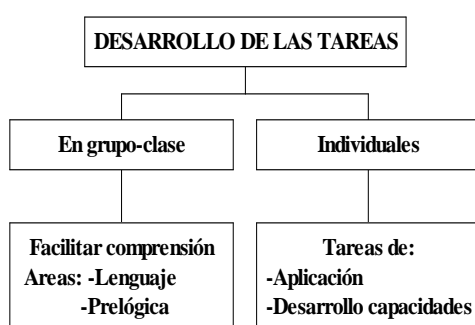 DESARROLLO DE LAS TAREAS
En grupo-clase
Individuales
Facilitar comprensión
Areas: -Lenguaje
-Prelógica
Tareas de:
-Aplicación
-Desarrollo capacidades